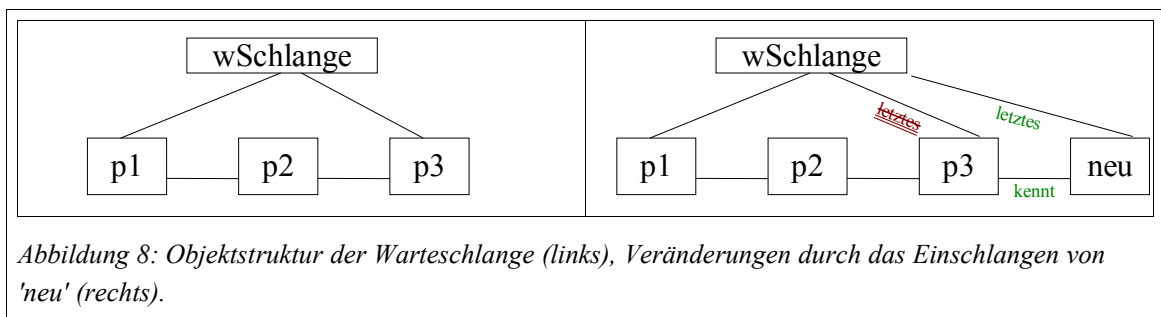 wSchlange
p1
p2
p3
wSchlange
letztes
letztes
p1
p2
p3
neu
kennt
Abbildung 8: Objektstruktur der Warteschlange (links), Veränderungen durch das Einschlangen von
'neu' (rechts).